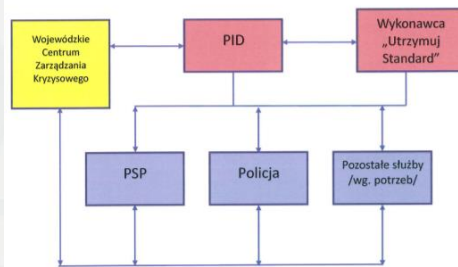 Wojewódzkie
Centrum
Zarządzania
Kryzysowego
PID
Wykonawca
„Utrzymuj
Standard"
PSP
Policja
Pozostałe służby
/wg. potrzeb/